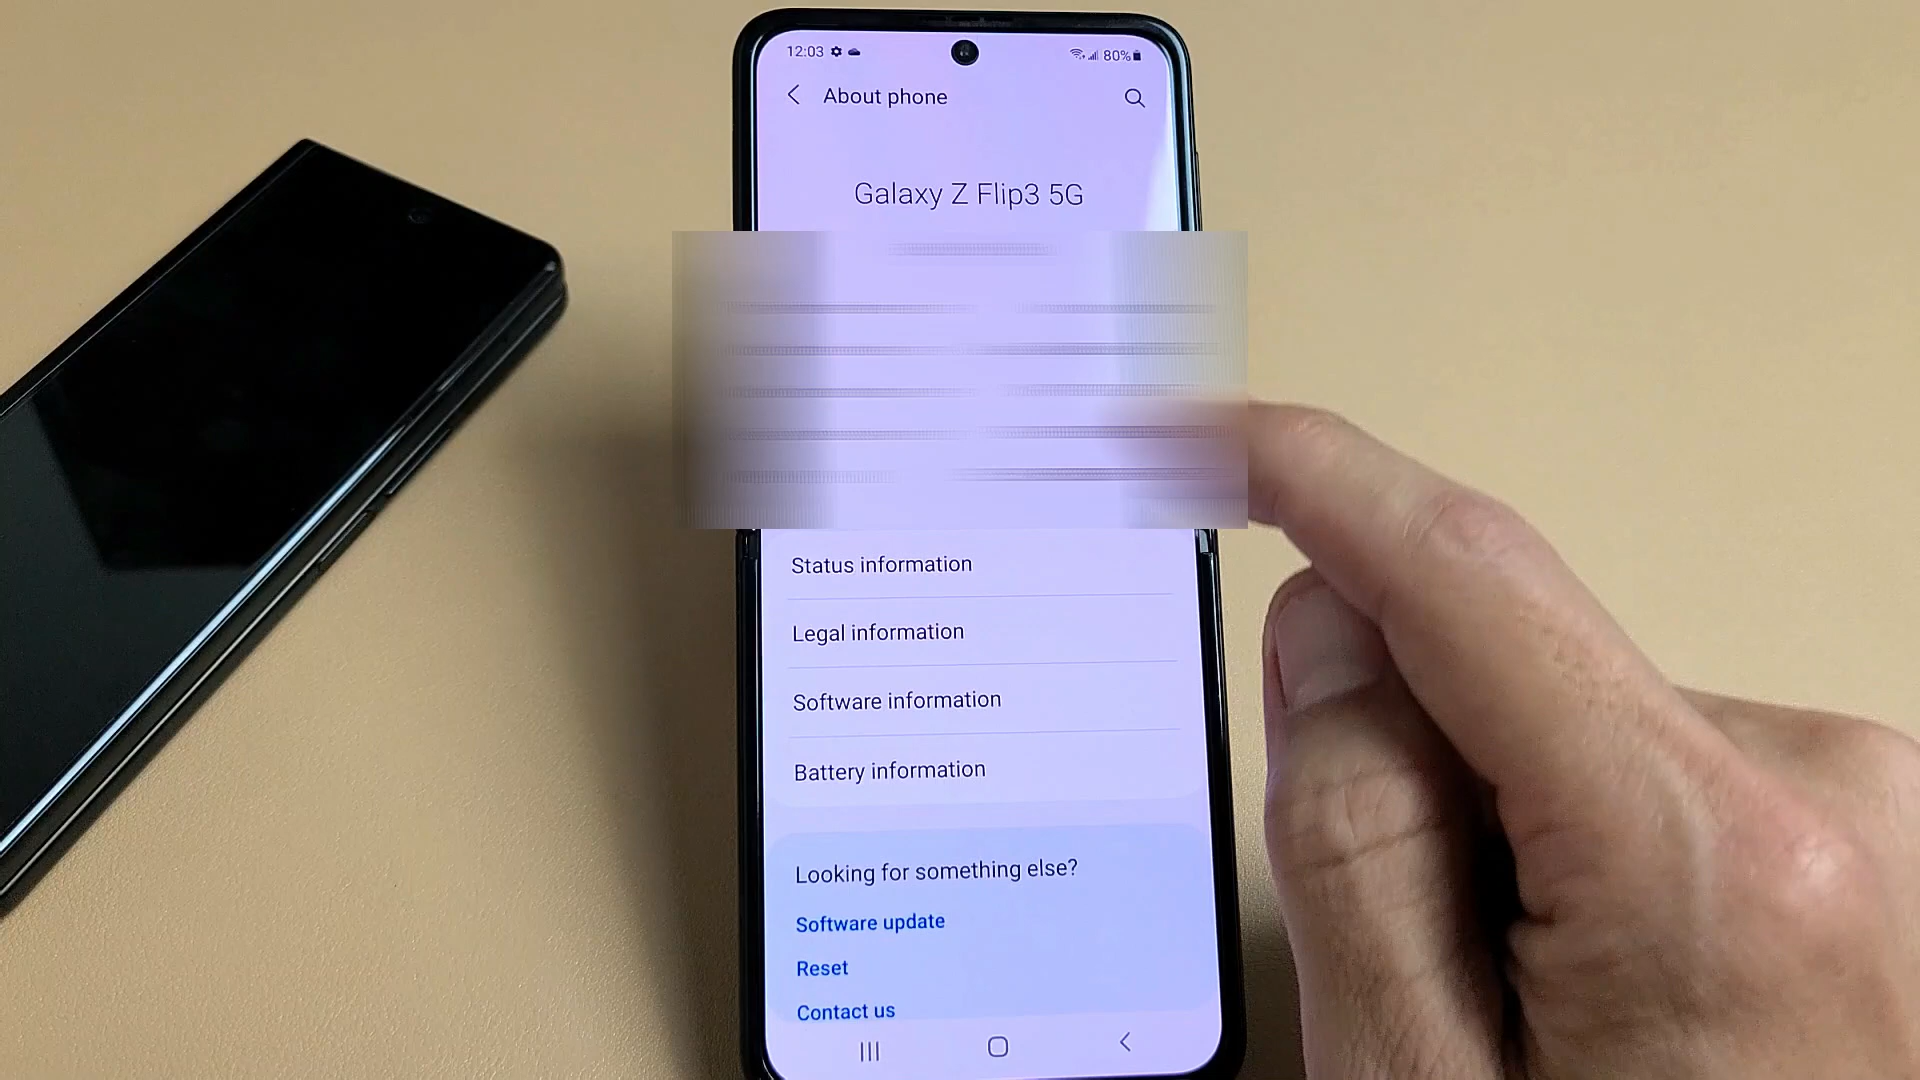 12:03
80%
About phone
Galaxy Z Flip3 5G
Status information
Legal information
Software information
Battery information
Looking for something else?
Software update
Reset
Contact us